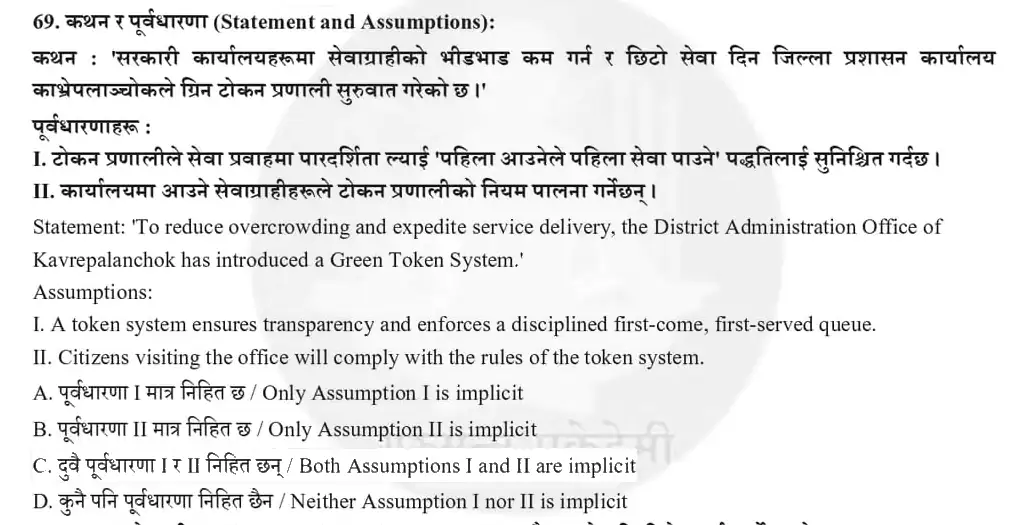 69. कथन र पूर्वधारणा (Statement and Assumptions):
कथन : 'सरकारी कार्यालयहरूमा सेवाग्राहीको भीडभाड कम गर्न र छिटो सेवा दिन जिल्ला प्रशासन कार्यालय
काभ्रेपलाञ्चोकले ग्रिन टोकन प्रणाली सुरुवात गरेको छ ।'
पूर्वधारणाहरू :
I. टोकन प्रणालीले सेवा प्रवाहमा पारदर्शिता ल्याई 'पहिला आउनेले पहिला सेवा पाउने' पद्धतिलाई सुनिश्चित गर्दछ ।
II. कार्यालयमा आउने सेवाग्राहीहरूले टोकन प्रणालीको नियम पालना गर्नेछन् ।
Statement: 'To reduce overcrowding and expedite service delivery, the District Administration Office of
Kavrepalanchok has introduced a Green Token System.'
Assumptions:
I. A token system ensures transparency and enforces a disciplined first-come, first-served queue.
II. Citizens visiting the office will comply with the rules of the token system.
A. पूर्वधारणा I मात्र निहित छ / Only Assumption I is implicit
B. पूर्वधारणा II मात्र निहित छ / Only Assumption II is implicit
C. दुवै पूर्वधारणा I र II निहित छन् / Both Assumptions I and II are implicit
D. कुनै पनि पूर्वधारणा निहित छैन / Neither Assumption I nor II is implicit